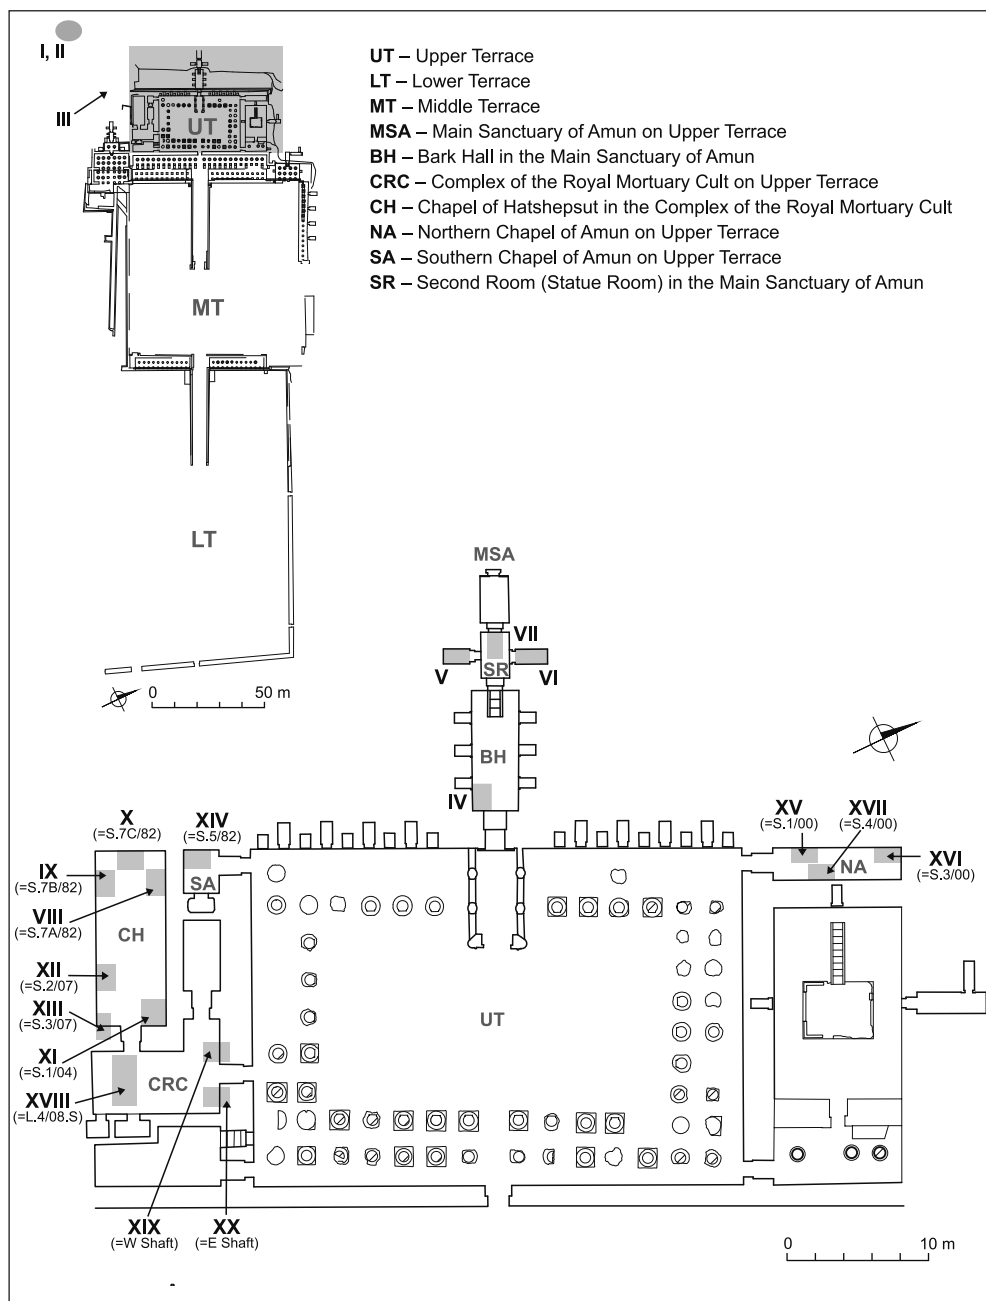 I, II
III
UT
MT
LT
0 50 m
UT – Upper Terrace
LT – Lower Terrace
MT – Middle Terrace
MSA – Main Sanctuary of Amun on Upper Terrace
BH – Bark Hall in the Main Sanctuary of Amun
CRC – Complex of the Royal Mortuary Cult on Upper Terrace
CH – Chapel of Hatshepsut in the Complex of the Royal Mortuary Cult
NA – Northern Chapel of Amun on Upper Terrace
SA – Southern Chapel of Amun on Upper Terrace
SR – Second Room (Statue Room) in the Main Sanctuary of Amun
MSA
VII
V
SR
VI
BH
IV
X
(=S.7C/82)
XIV
(=S.5/82)
IX
(=S.7B/82)
SA
VIII
(=S.7A/82)
CH
XII
(=S.2/07)
XIII
(=S.3/07)
XI
(=S.1/04)
CRC
XVIII
(=L.4/08.S)
XIX
(=W Shaft)
XX
(=E Shaft)
UT
XV
(=S.1/00)
XVII
(=S.4/00)
NA
XVI
(=S.3/00)
0 10 m